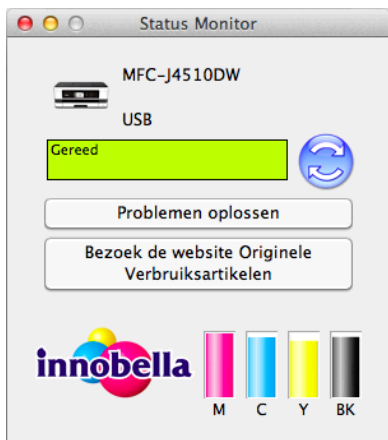 Status Monitor
MFC-J4510DW
USB
Gereed
Problemen oplossen
Bezoek de website Originele
Verbruiksartikelen
innobella
M C Y BK